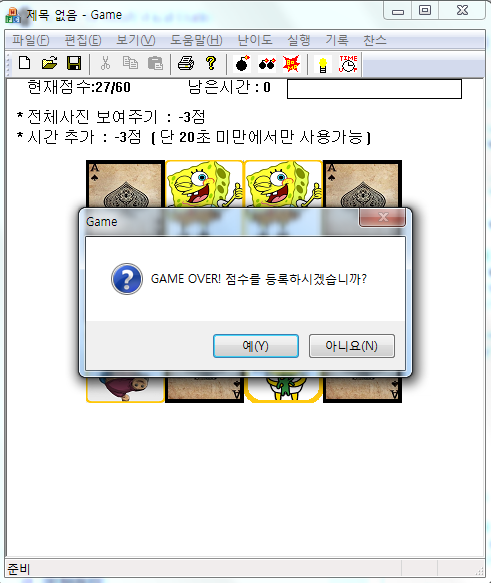 제목 없음 - Game
파일(F) 편집(E) 보기(V) 도움말(H) 난이도 실행 기록 찬스
TIME
현재점수:27/60 남은시간 : 0
* 전체사진 보여주기 : -3점
* 시간 추가 : -3점 ( 단 20초 미만에서만 사용가능 )
A A
Game
GAME OVER! 점수를 등록하시겠습니까?
예(Y) 아니요(N)
준비